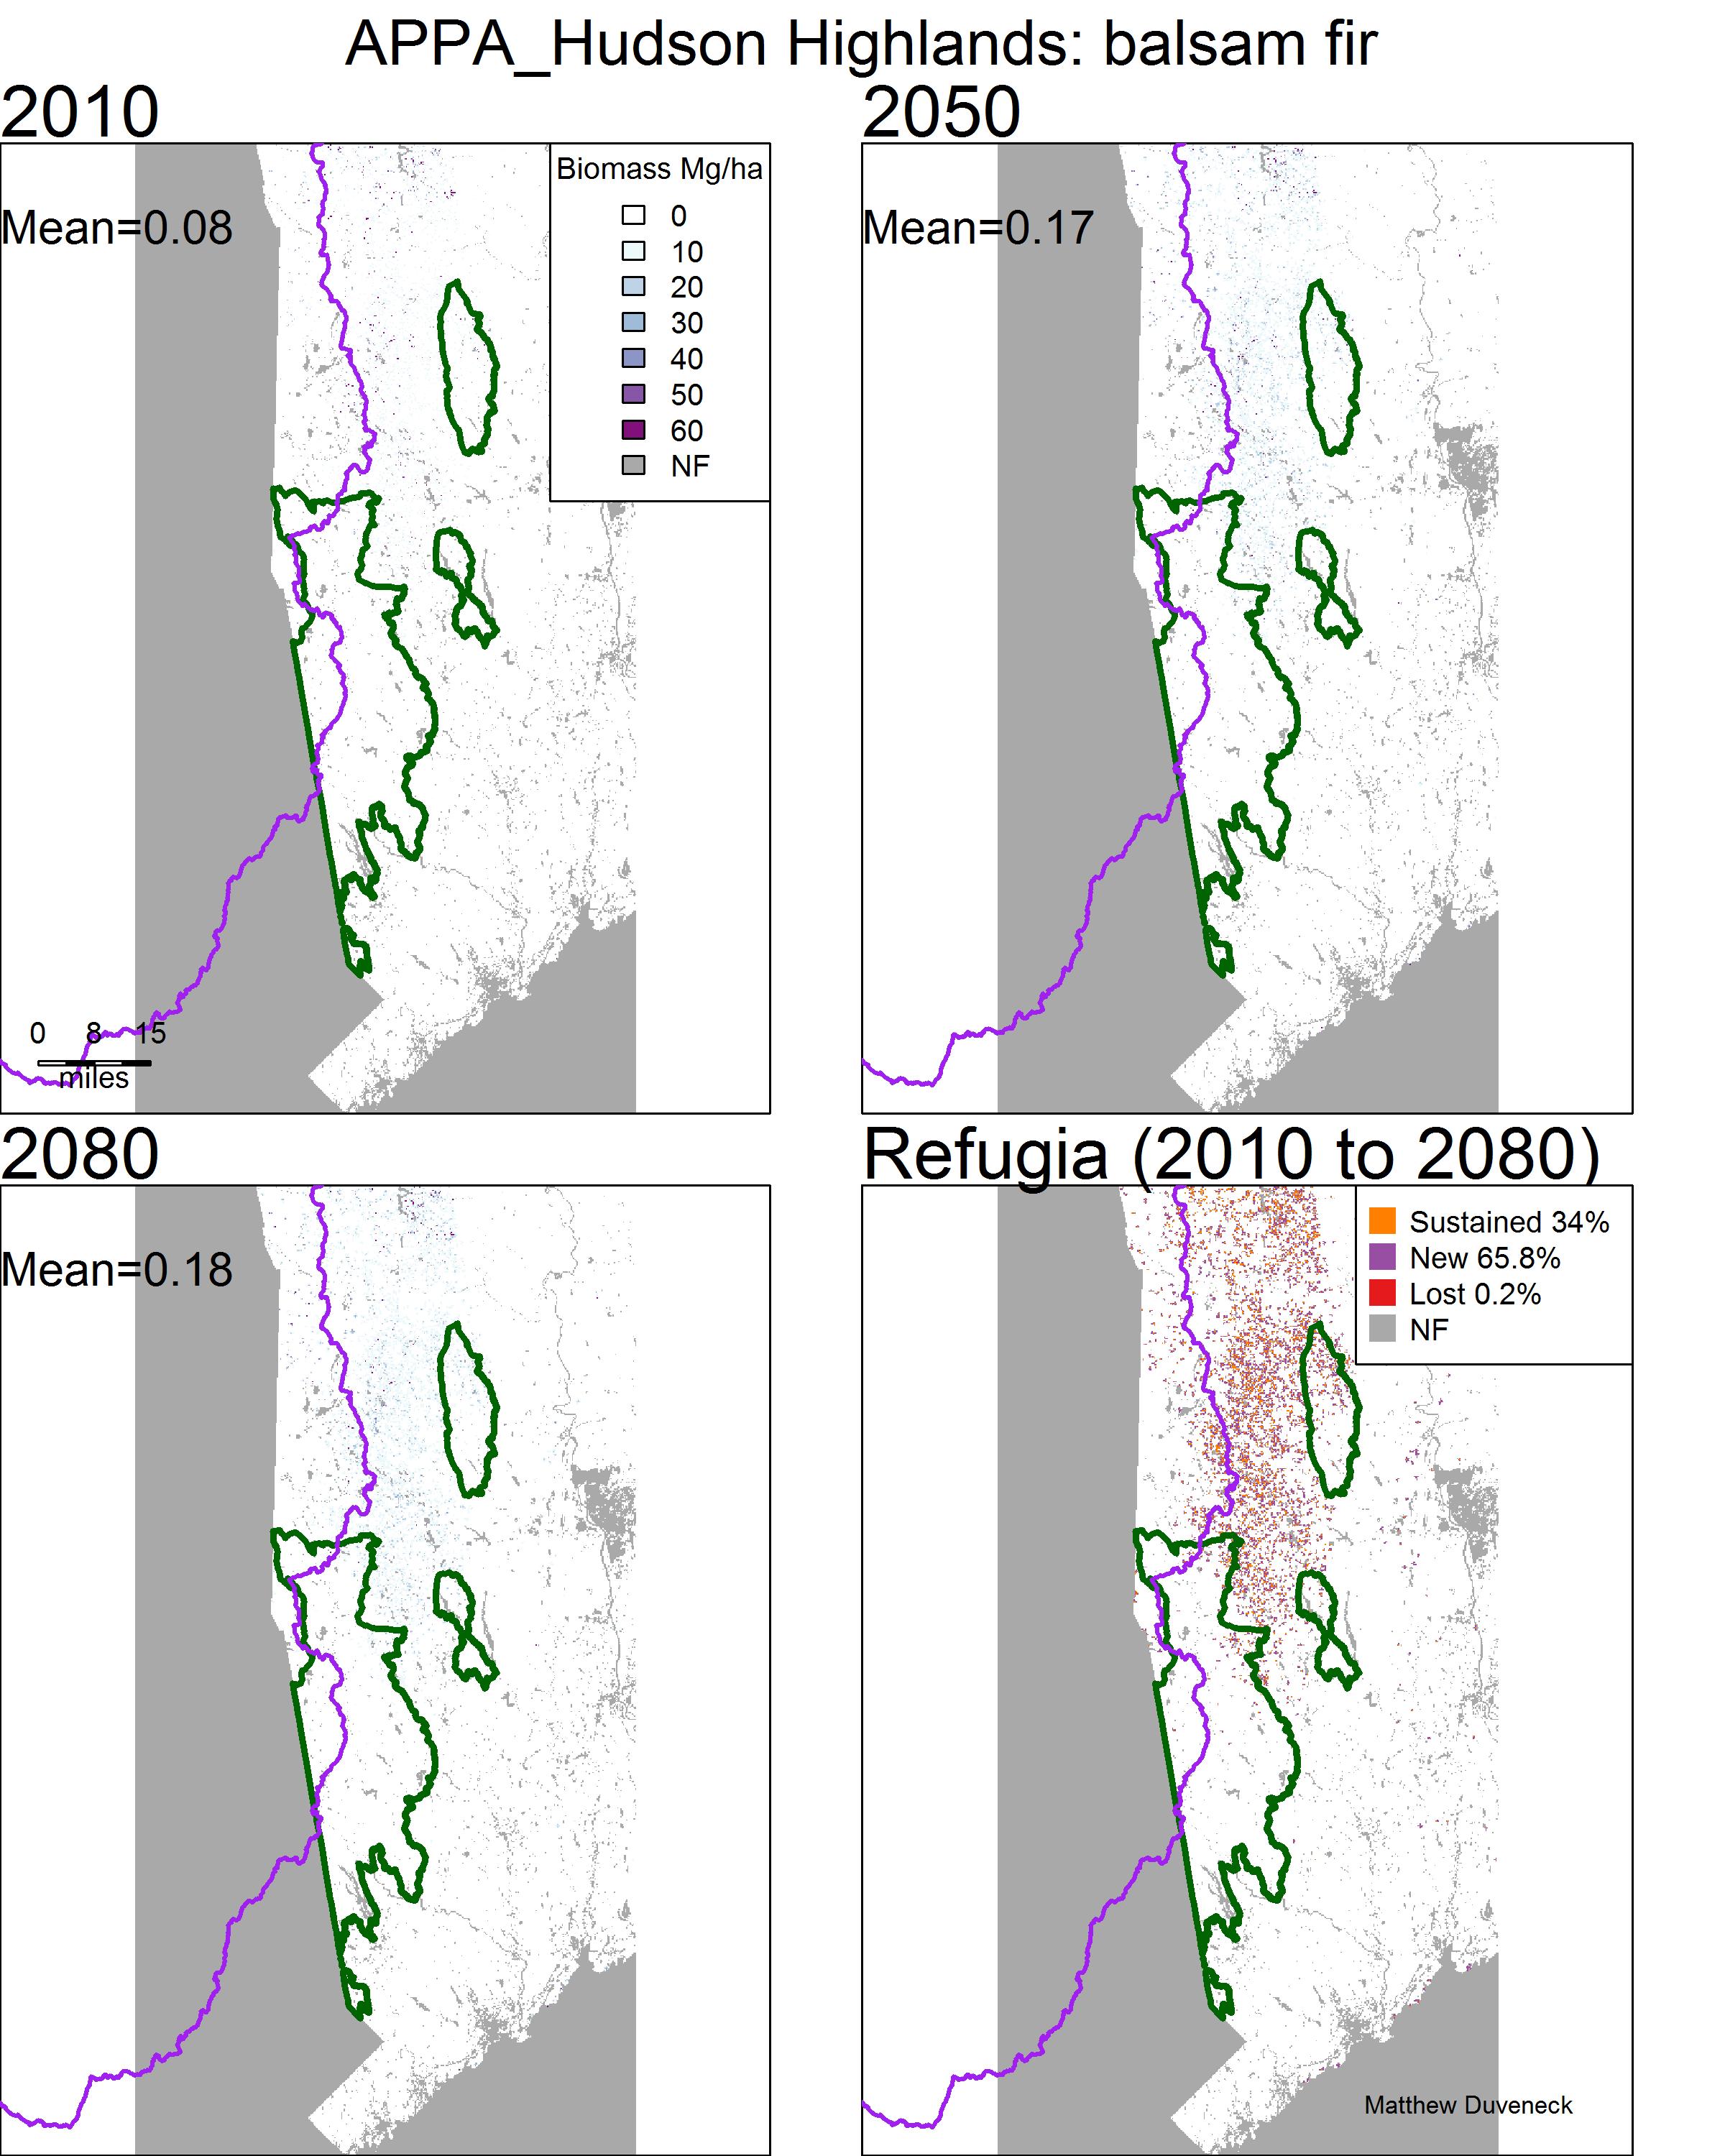 APPA_Hudson Highlands: balsam fir
2010
Mean=0.08
Biomass Mg/ha
0
10
20
30
40
50
60
NF
0 8 15
miles
2050
Mean=0.17
2080
Mean=0.18
Refugia (2010 to 2080)
Sustained 34%
New 65.8%
Lost 0.2%
NF
Matthew Duveneck